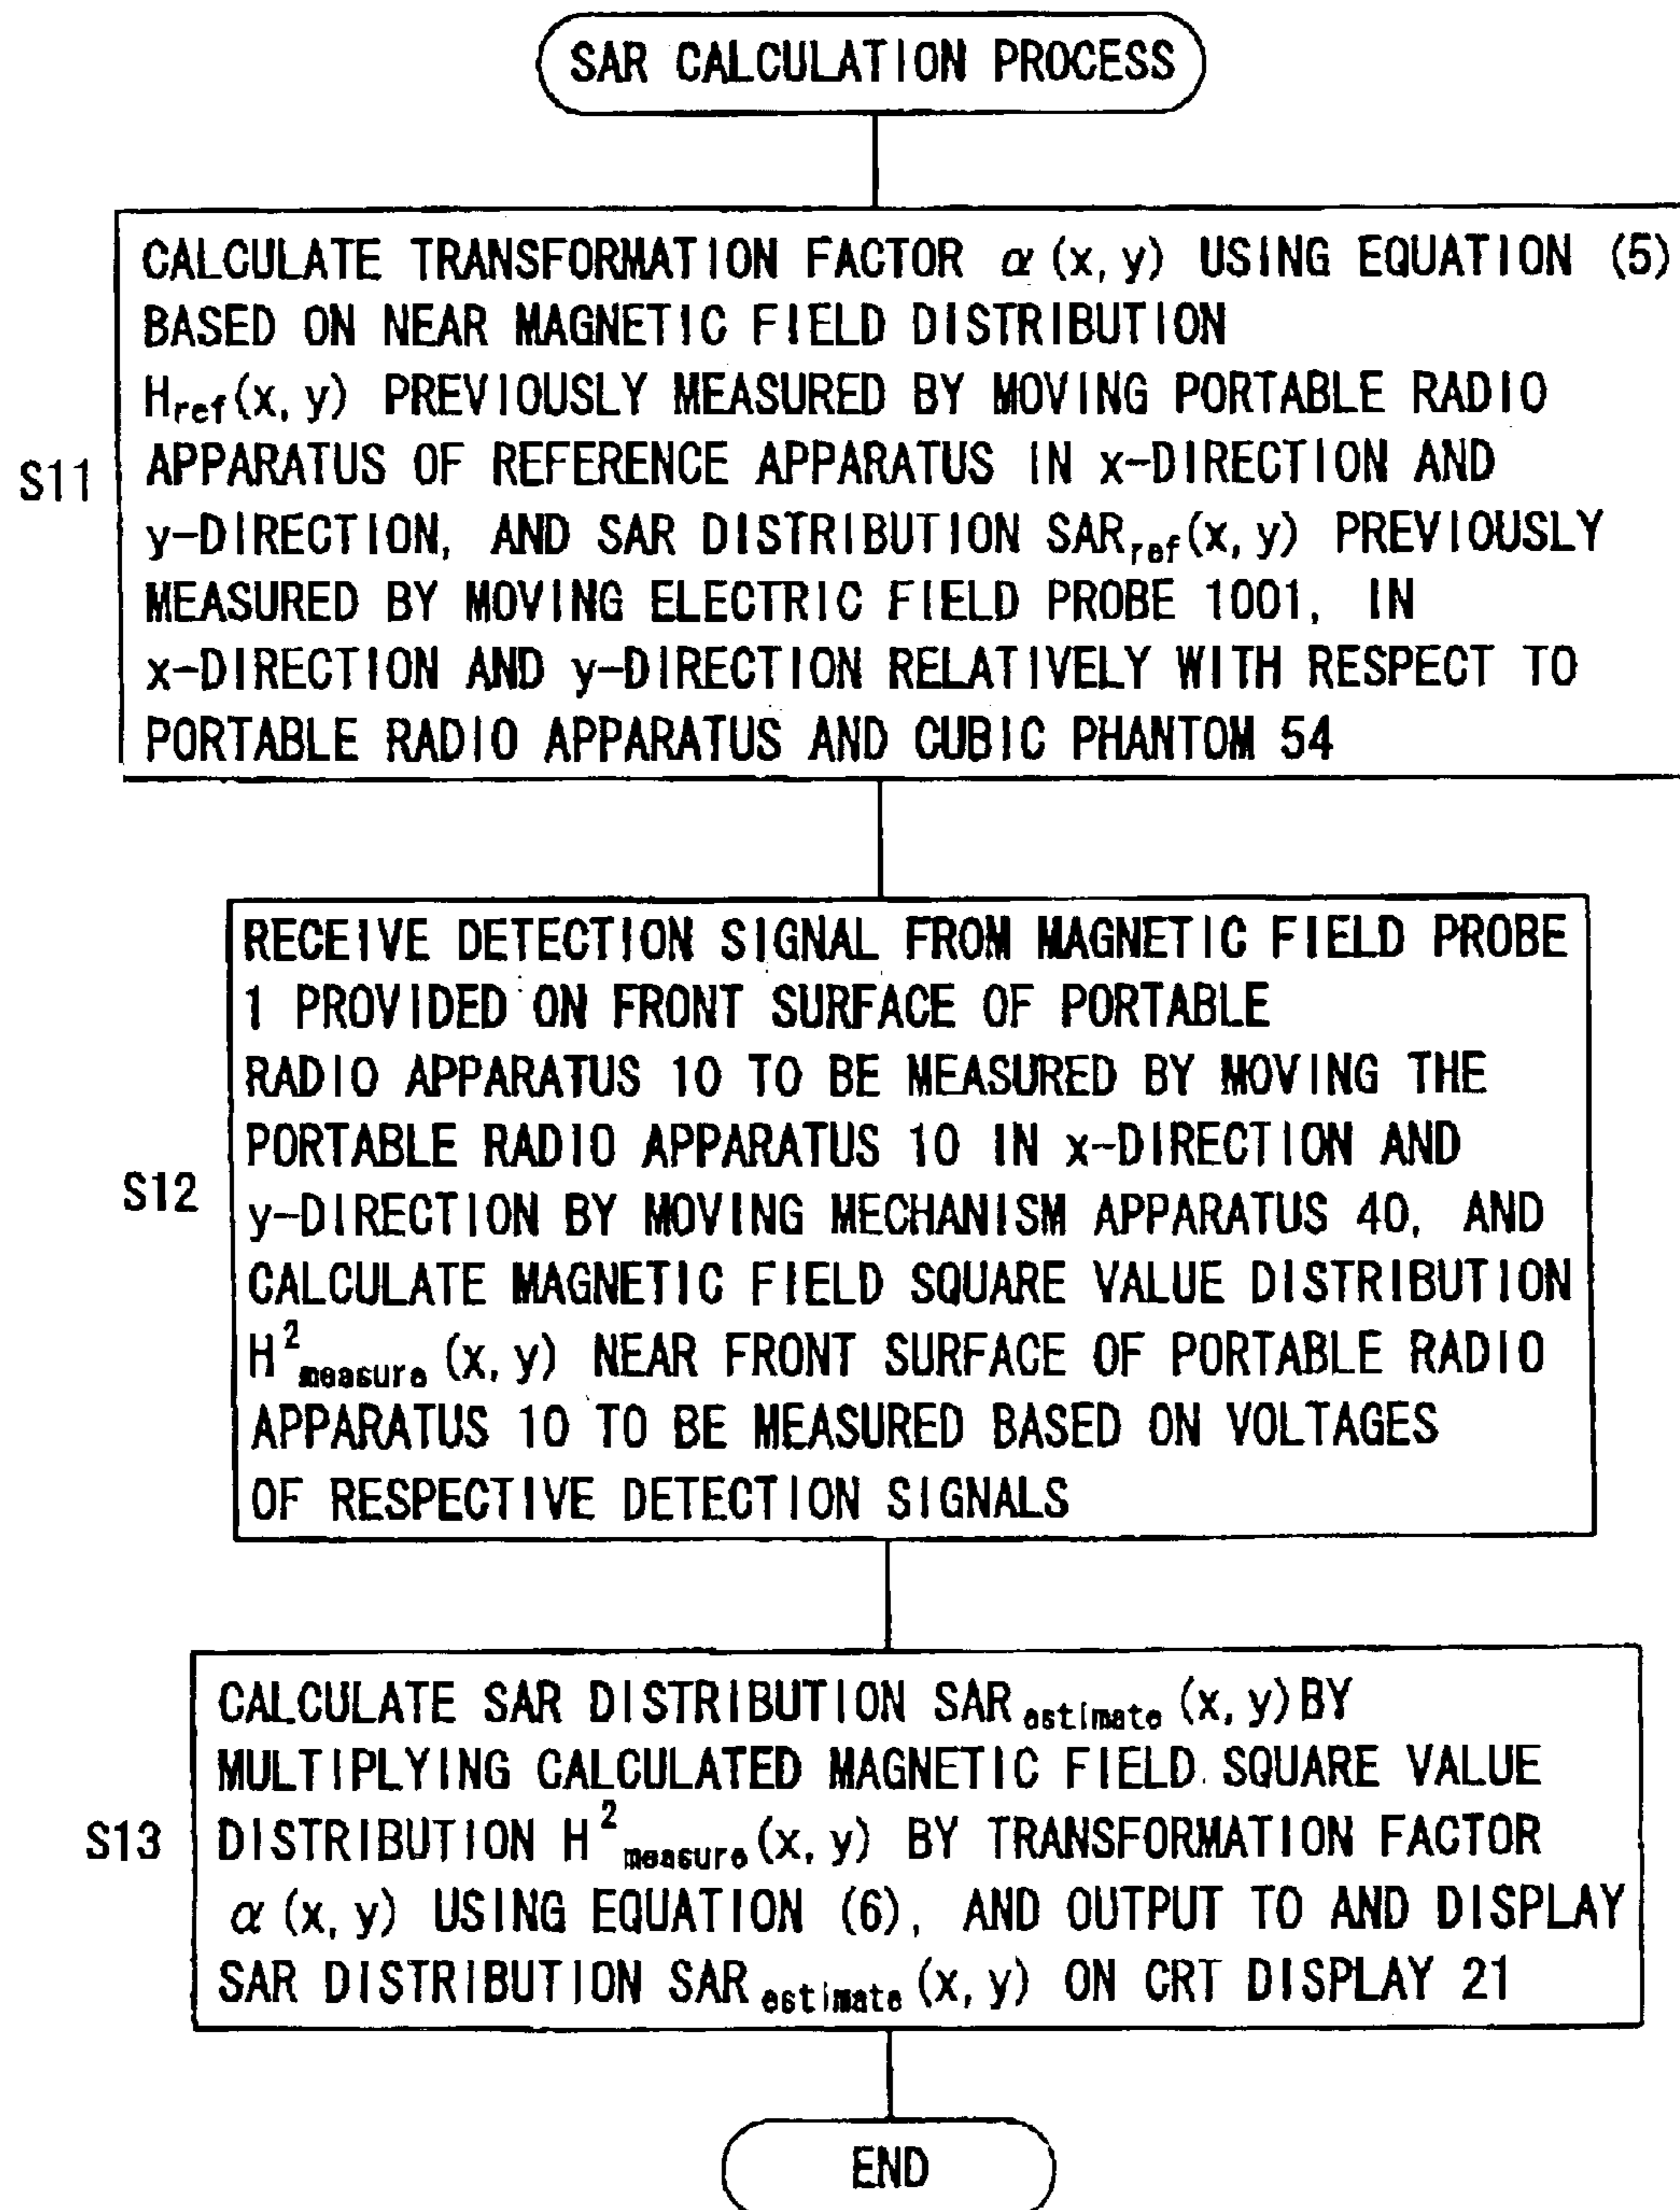 SAR CALCULATION PROCESS
S11
CALCULATE TRANSFORMATION FACTOR α(x, y) USING EQUATION (5)
BASED ON NEAR MAGNETIC FIELD DISTRIBUTION
H_ref(x, y) PREVIOUSLY MEASURED BY MOVING PORTABLE RADIO
APPARATUS OF REFERENCE APPARATUS IN x-DIRECTION AND
y-DIRECTION, AND SAR DISTRIBUTION SAR_ref(x, y) PREVIOUSLY
MEASURED BY MOVING ELECTRIC FIELD PROBE 1001, IN
x-DIRECTION AND y-DIRECTION RELATIVELY WITH RESPECT TO
PORTABLE RADIO APPARATUS AND CUBIC PHANTOM 54
S12
RECEIVE DETECTION SIGNAL FROM MAGNETIC FIELD PROBE
1 PROVIDED ON FRONT SURFACE OF PORTABLE
RADIO APPARATUS 10 TO BE MEASURED BY MOVING THE
PORTABLE RADIO APPARATUS 10 IN x-DIRECTION AND
y-DIRECTION BY MOVING MECHANISM APPARATUS 40, AND
CALCULATE MAGNETIC FIELD SQUARE VALUE DISTRIBUTION
H²_measure(x, y) NEAR FRONT SURFACE OF PORTABLE RADIO
APPARATUS 10 TO BE MEASURED BASED ON VOLTAGES
OF RESPECTIVE DETECTION SIGNALS
S13
CALCULATE SAR DISTRIBUTION SAR_estimate(x, y) BY
MULTIPLYING CALCULATED MAGNETIC FIELD SQUARE VALUE
DISTRIBUTION H²_measure(x, y) BY TRANSFORMATION FACTOR
α(x, y) USING EQUATION (6), AND OUTPUT TO AND DISPLAY
SAR DISTRIBUTION SAR_estimate(x, y) ON CRT DISPLAY 21
END